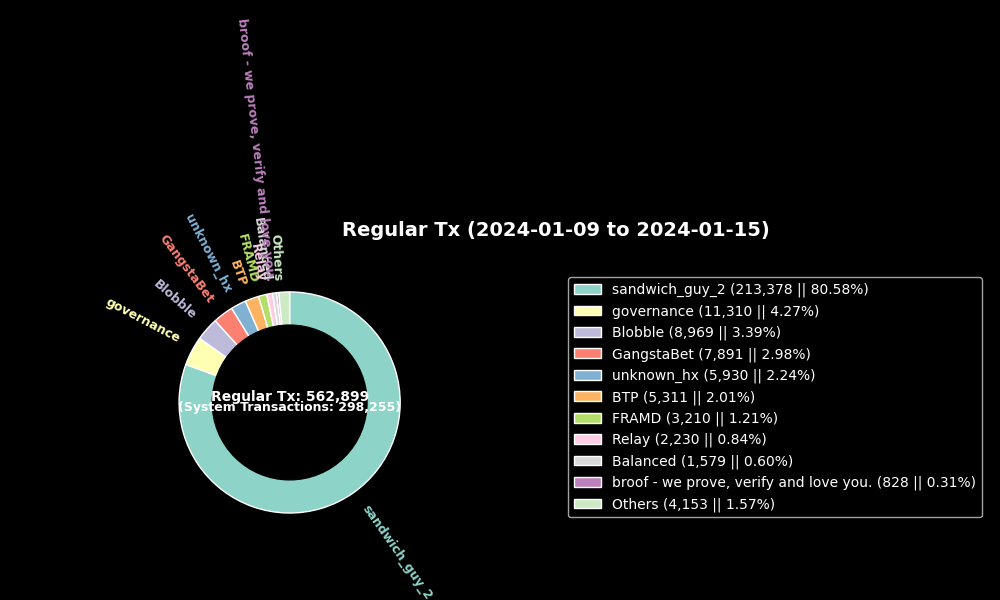 Regular Tx (2024-01-09 to 2024-01-15)
broof - we prove, verify and love you.
Balanced
Relay
Others
FRAMD
BTP
unknown_hx
GangstaBet
Blobble
governance
sandwich_guy_2
Regular Tx: 562,899
(System Transactions: 298,255)
sandwich_guy_2 (213,378 || 80.58%)
governance (11,310 || 4.27%)
Blobble (8,969 || 3.39%)
GangstaBet (7,891 || 2.98%)
unknown_hx (5,930 || 2.24%)
BTP (5,311 || 2.01%)
FRAMD (3,210 || 1.21%)
Relay (2,230 || 0.84%)
Balanced (1,579 || 0.60%)
broof - we prove, verify and love you. (828 || 0.31%)
Others (4,153 || 1.57%)